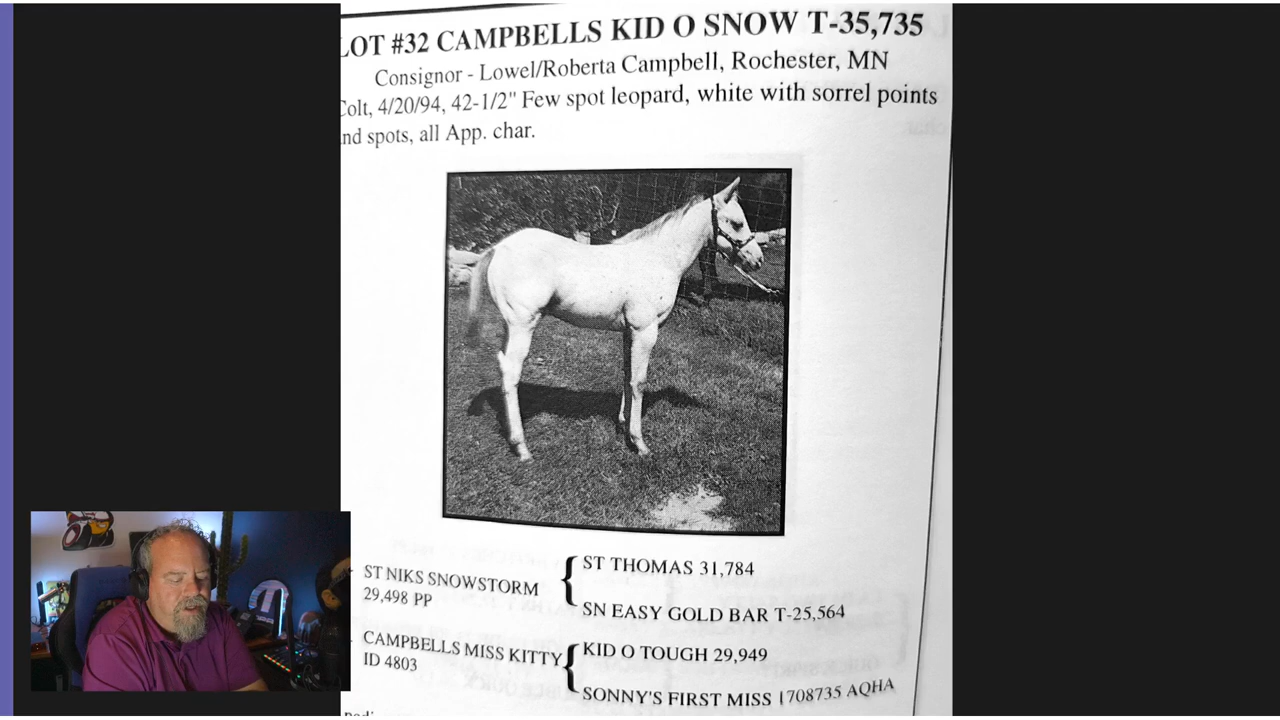 LOT #32 CAMPBELLS KID O SNOW T-35,735
Consignor - Lowel/Roberta Campbell, Rochester, MN
Colt, 4/20/94, 42-1/2" Few spot leopard, white with sorrel points
nd spots, all App. char.
ST NIKS SNOWSTORM
29,498 PP
ST THOMAS 31,784
SN EASY GOLD BAR T-25,564
CAMPBELLS MISS KITTY
ID 4803
KID O TOUGH 29,949
SONNY'S FIRST MISS 1708735 AQHA